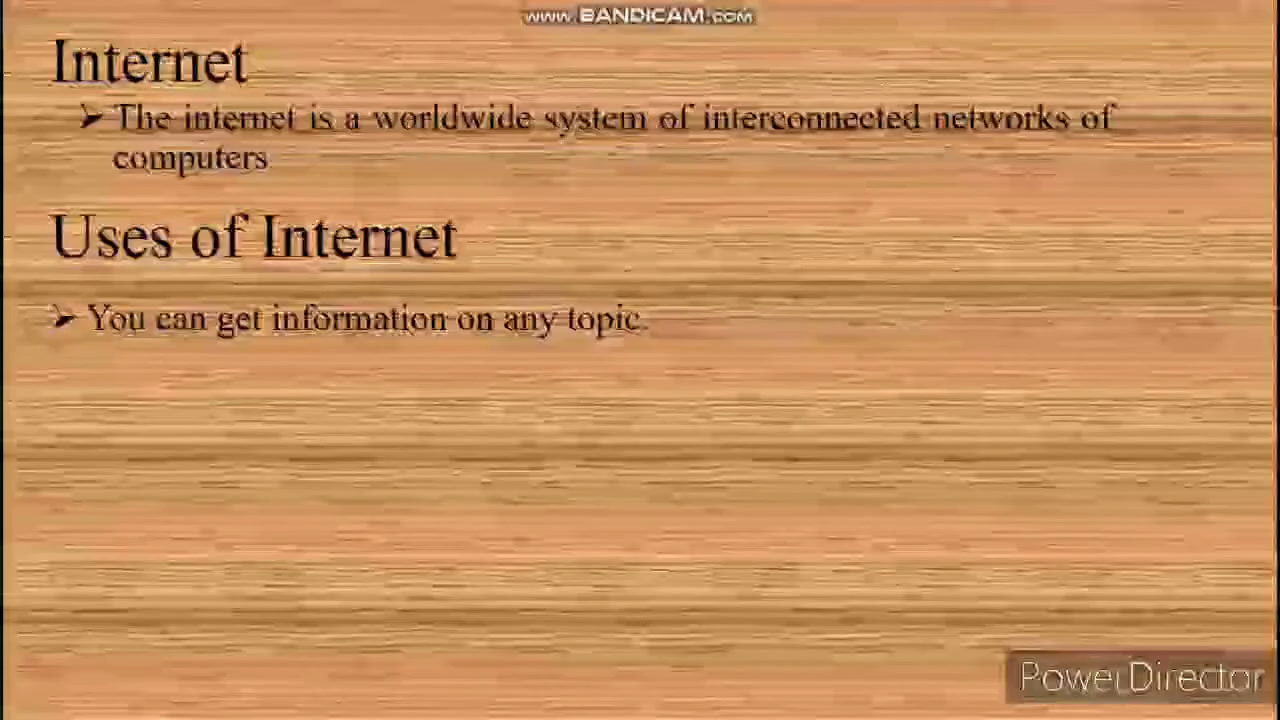 www.BANDICAM.com
Internet
➢ The internet is a worldwide system of interconnected networks of
computers
Uses of Internet
➢ You can get information on any topic.
PowerDirector